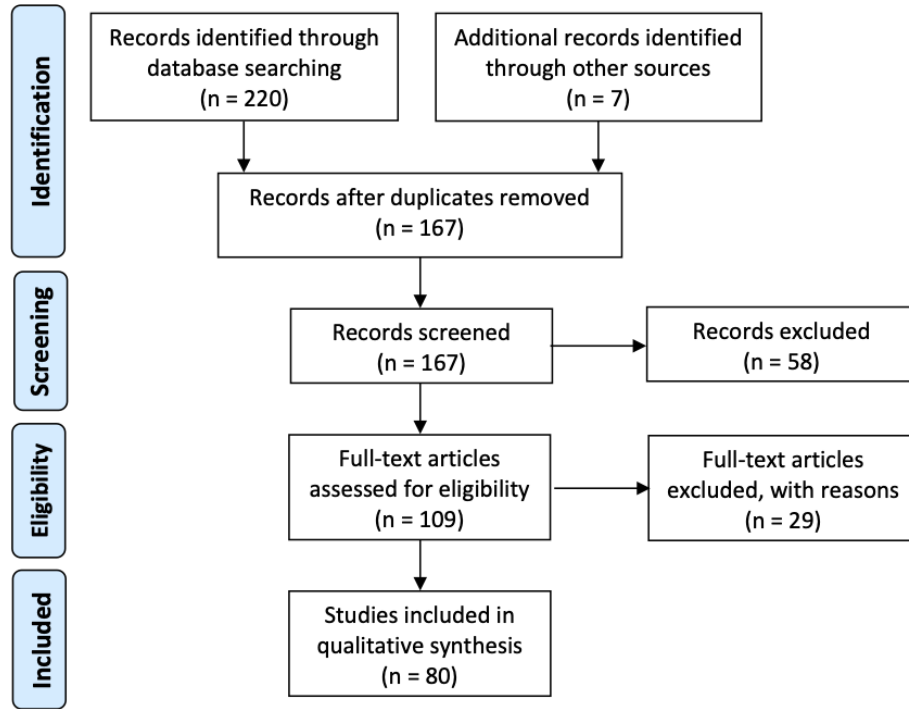 Identification
Records identified through
database searching
(n = 220)
Additional records identified
through other sources
(n = 7)
Records after duplicates removed
(n = 167)
Screening
Records screened
(n = 167)
Records excluded
(n = 58)
Eligibility
Full-text articles
assessed for eligibility
(n = 109)
Full-text articles
excluded, with reasons
(n = 29)
Included
Studies included in
qualitative synthesis
(n = 80)